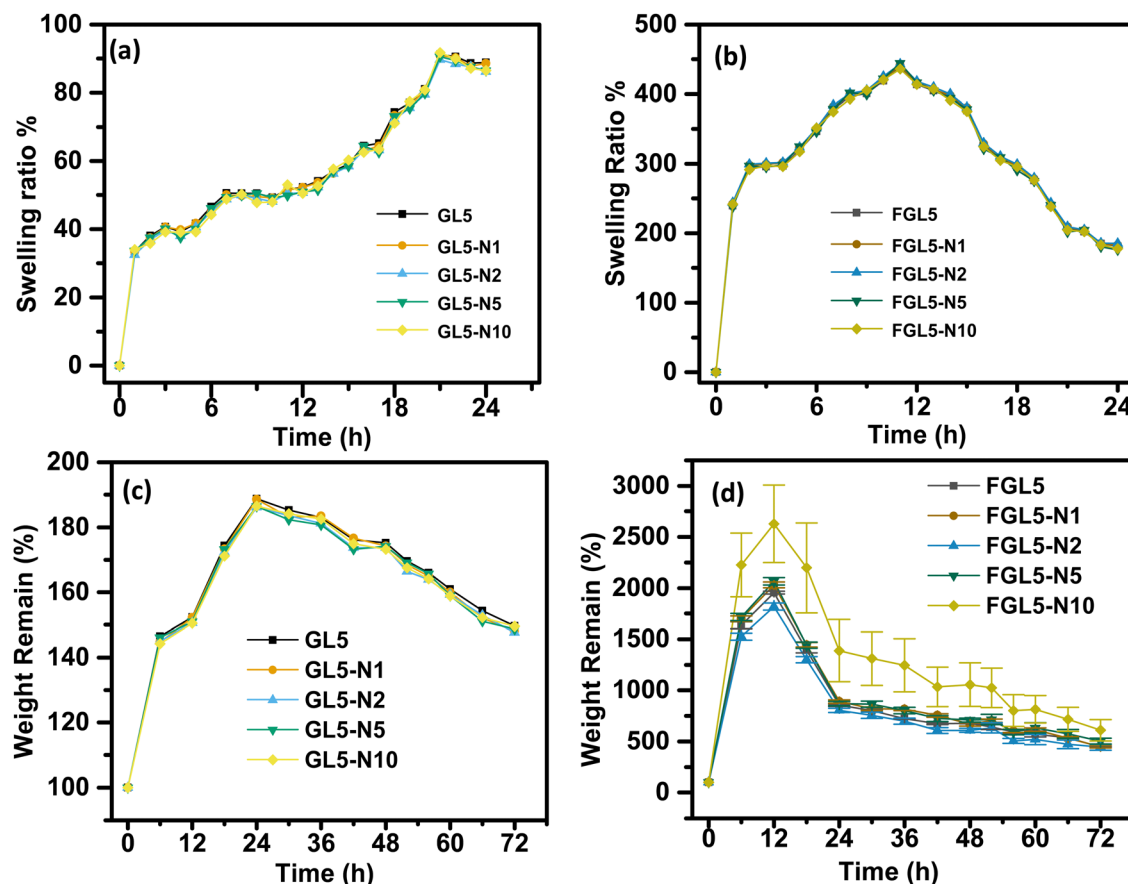 (a)
Swelling ratio %
100
80
60
40
20
0
GL5
GL5-N1
GL5-N2
GL5-N5
GL5-N10
0 6 12 18 24
Time (h)
(b)
Swelling Ratio %
500
400
300
200
100
0
FGL5
FGL5-N1
FGL5-N2
FGL5-N5
FGL5-N10
0 6 12 18 24
Time (h)
(c)
Weight Remain (%)
200
180
160
140
120
100
GL5
GL5-N1
GL5-N2
GL5-N5
GL5-N10
0 12 24 36 48 60 72
Time (h)
(d)
Weight Remain (%)
3000
2500
2000
1500
1000
500
0
FGL5
FGL5-N1
FGL5-N2
FGL5-N5
FGL5-N10
0 12 24 36 48 60 72
Time (h)